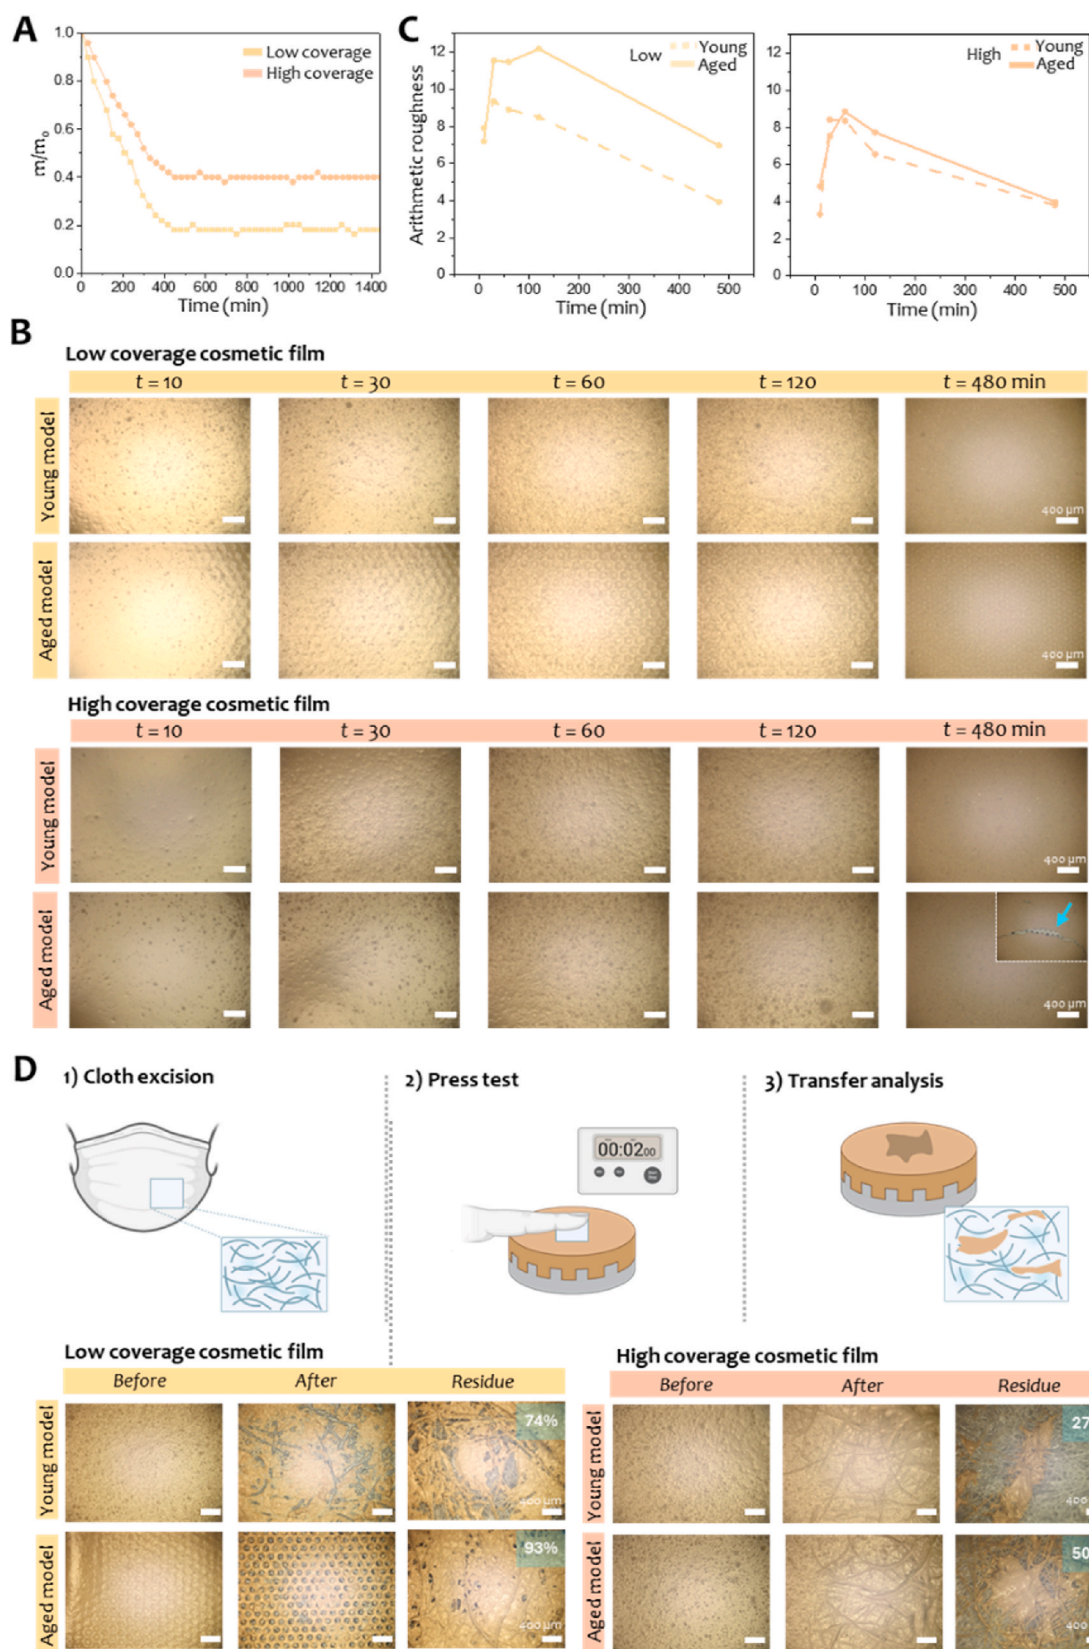 A
1.0
0.8
0.6
0.4
0.2
0.0
m/m₀
Low coverage
High coverage
0 200 400 600 800 1000 1200 1400
Time (min)
C
12
10
8
6
4
2
0
Arithmetic roughness
Low
Young
Aged
0 100 200 300 400 500
Time (min)
12
10
8
6
4
2
0
High
Young
Aged
0 100 200 300 400 500
Time (min)
B
Low coverage cosmetic film
t = 10 t = 30 t = 60 t = 120 t = 480 min
Young model
400 µm
Aged model
400 µm
High coverage cosmetic film
t = 10 t = 30 t = 60 t = 120 t = 480 min
Young model
400 µm
Aged model
400 µm
D
1) Cloth excision
2) Press test
3) Transfer analysis
00:02 00
Low coverage cosmetic film
Before After Residue
Young model
74%
400 µm
Aged model
93%
400 µm
High coverage cosmetic film
Before After Residue
Young model
27
400
Aged model
50
400